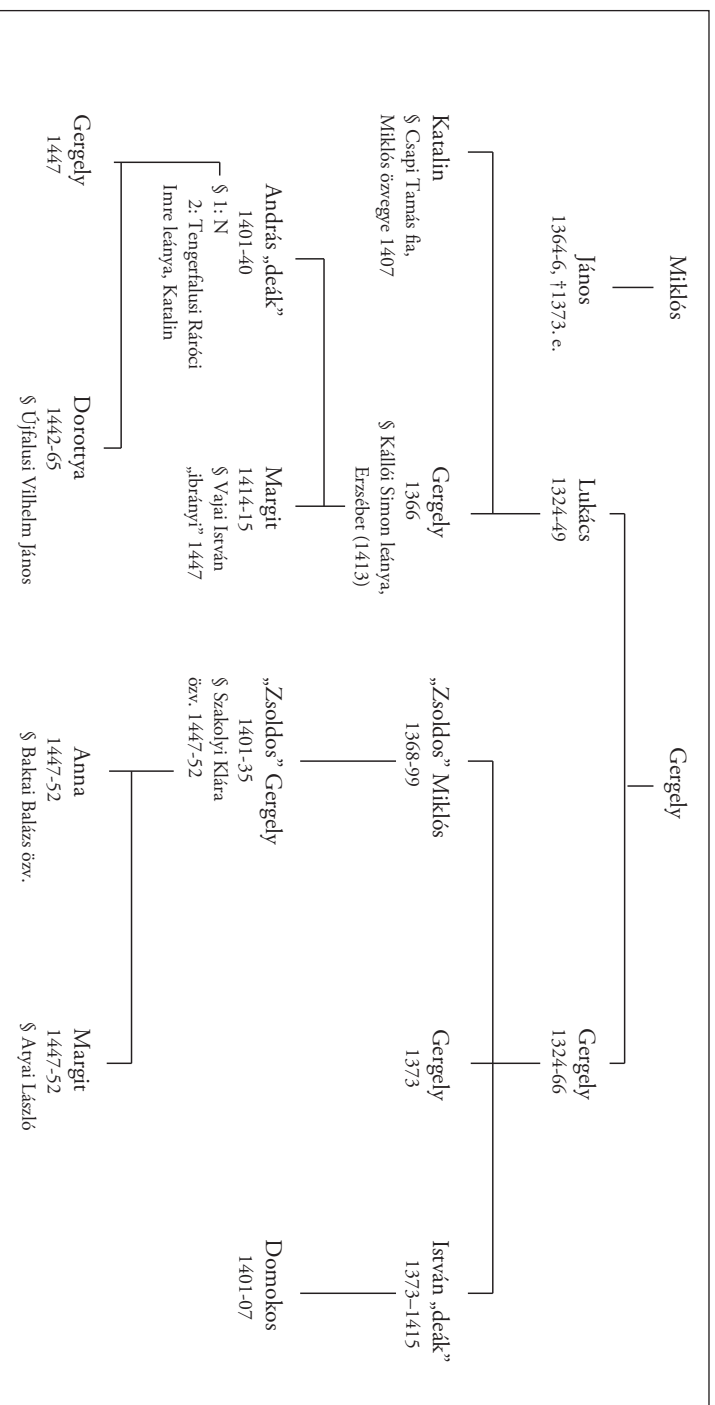 Miklós
Gergely
János
1364-6, †1373. e.
Lukács
1324-49
Gergely
1324-66
Katalin
§ Csapi Tamás fia,
Miklós özvegye 1407
Gergely
1366
§ Kállói Simon leánya,
Erzsébet (1413)
„Zsoldos” Miklós
1368-99
Gergely
1373
István „deák”
1373–1415
András „deák”
1401-40
§ 1: N
2: Tengerfalusi Ráróci
Imre leánya, Katalin
Margit
1414-15
§ Vajai István
„ibrányi” 1447
„Zsoldos” Gergely
1401-35
§ Szakolyi Klára
özv. 1447-52
Domokos
1401-07
Gergely
1447
Dorottya
1442-65
§ Újfalusi Vilhelm János
Anna
1447-52
§ Baktai Balázs özv.
Margit
1447-52
§ Atyai László